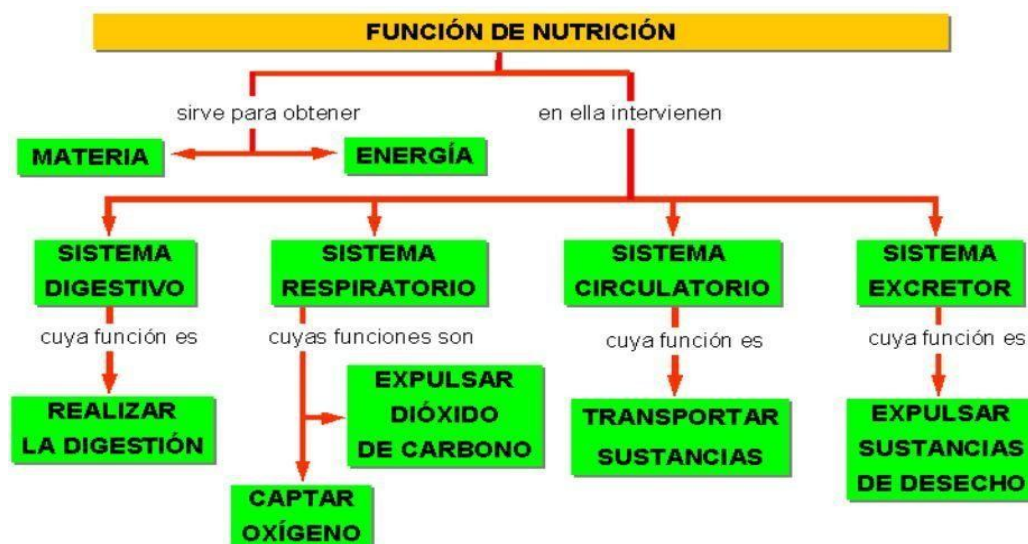 FUNCIÓN DE NUTRICIÓN
sirve para obtener
en ella intervienen
MATERIA
ENERGÍA
SISTEMA
DIGESTIVO
SISTEMA
RESPIRATORIO
SISTEMA
CIRCULATORIO
SISTEMA
EXCRETOR
cuya función es
cuyas funciones son
cuya función es
cuya función es
REALIZAR
LA DIGESTIÓN
EXPULSAR
DIÓXIDO
DE CARBONO
TRANSPORTAR
SUSTANCIAS
EXPULSAR
SUSTANCIAS
DE DESECHO
CAPTAR
OXÍGENO